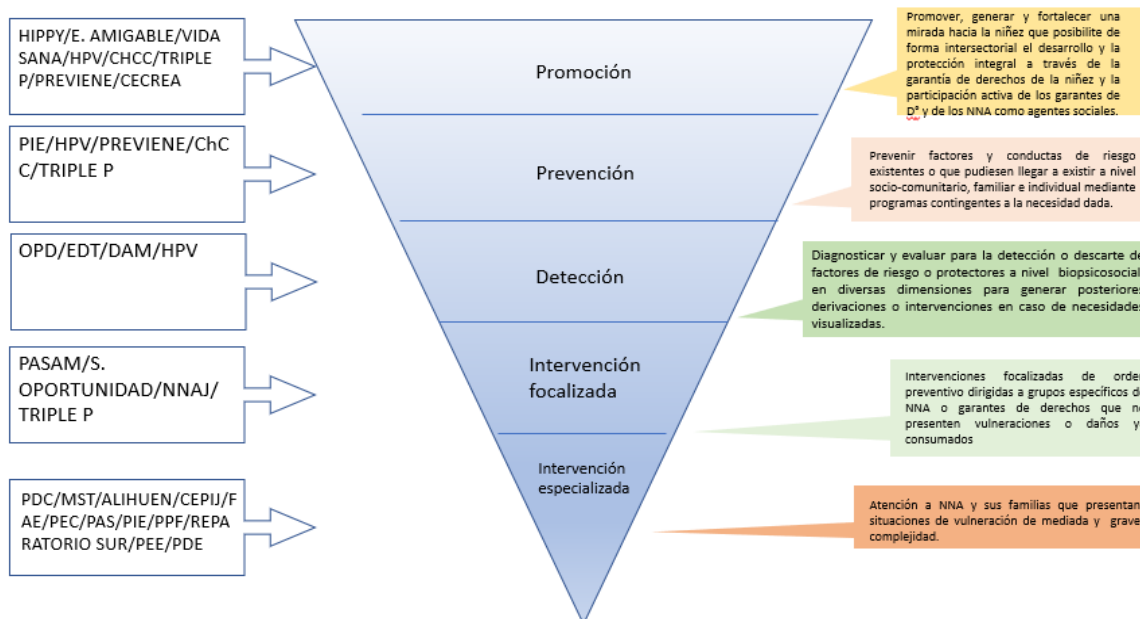 HIPPY/E. AMIGABLE/VIDA
SANA/HPV/CHCC/TRIPLE
P/PREVIENE/CECREA
Promoción
Promover, generar y fortalecer una
mirada hacia la niñez que posibilite de
forma intersectorial el desarrollo y la
protección integral a través de la
garantía de derechos de la niñez y la
participación activa de los garantes de
D° y de los NNA como agentes sociales.
PIE/HPV/PREVIENE/ChC
C/TRIPLE P
Prevención
Prevenir factores y conductas de riesgo
existentes o que pudiesen llegar a existir a nivel
socio-comunitario, familiar e individual mediante
programas contingentes a la necesidad dada.
OPD/EDT/DAM/HPV
Detección
Diagnosticar y evaluar para la detección o descarte de
factores de riesgo o protectores a nivel biopsicosocial
en diversas dimensiones para generar posteriores
derivaciones o intervenciones en caso de necesidades
visualizadas.
PASAM/S.
OPORTUNIDAD/NNAJ/
TRIPLE P
Intervención
focalizada
Intervenciones focalizadas de orden
preventivo dirigidas a grupos específicos de
NNA o garantes de derechos que no
presenten vulneraciones o daños y
consumados
PDC/MST/ALIHUEN/CEPIJ/F
AE/PEC/PAS/PIE/PPF/REPA
RATORIO SUR/PEE/PDE
Intervención
especializada
Atención a NNA y sus familias que presentan
situaciones de vulneración de mediada y grave
complejidad.